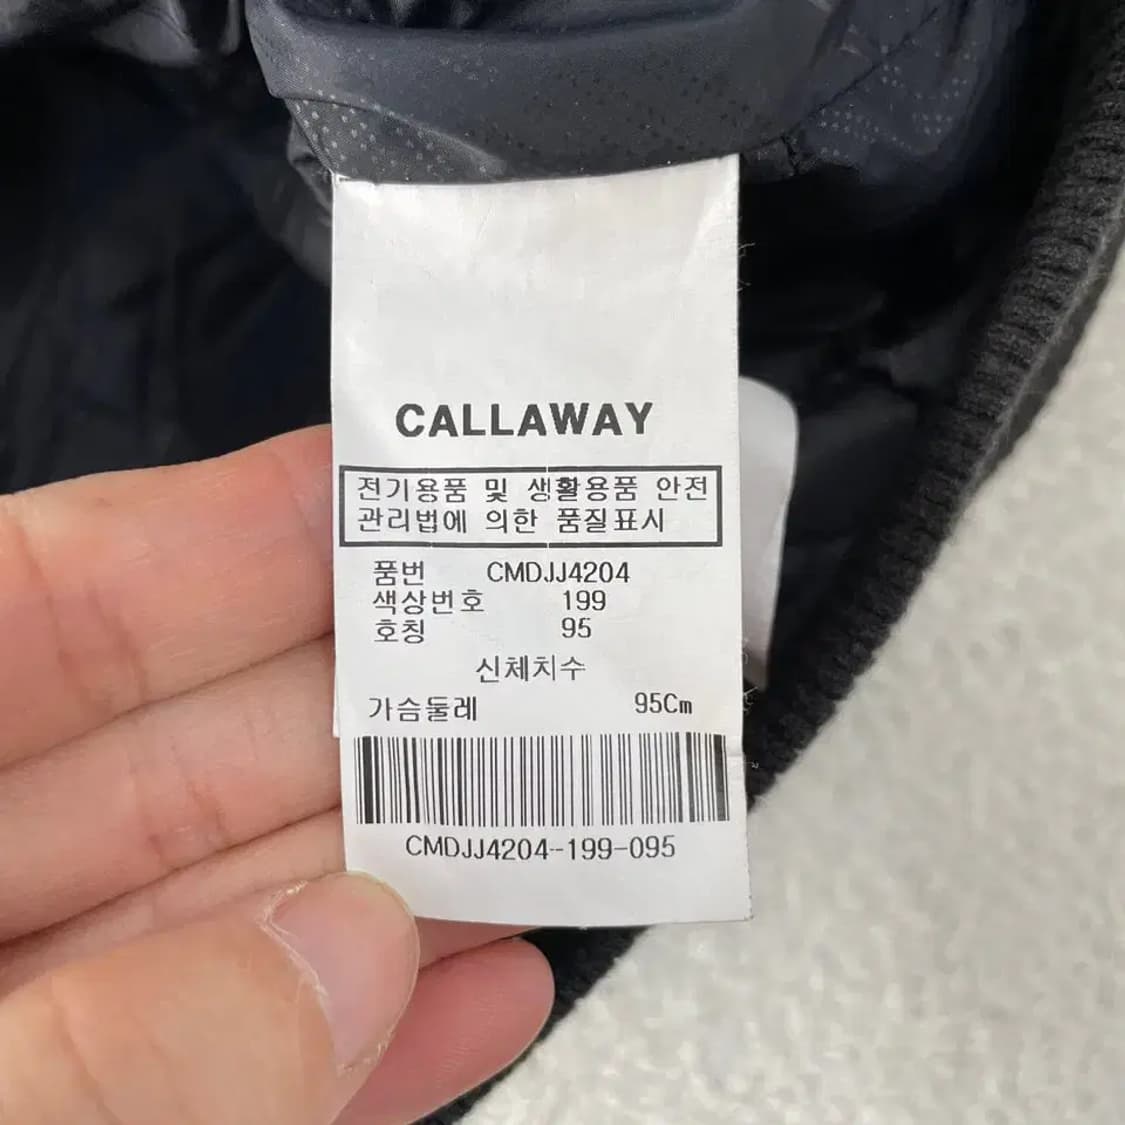 CALLAWAY
전기용품 및 생활용품 안전
관리법에 의한 품질표시
품번 CMDJJ4204
색상번호 199
호칭 95
신체치수
가슴둘레 95Cm
CMDJJ4204-199-095